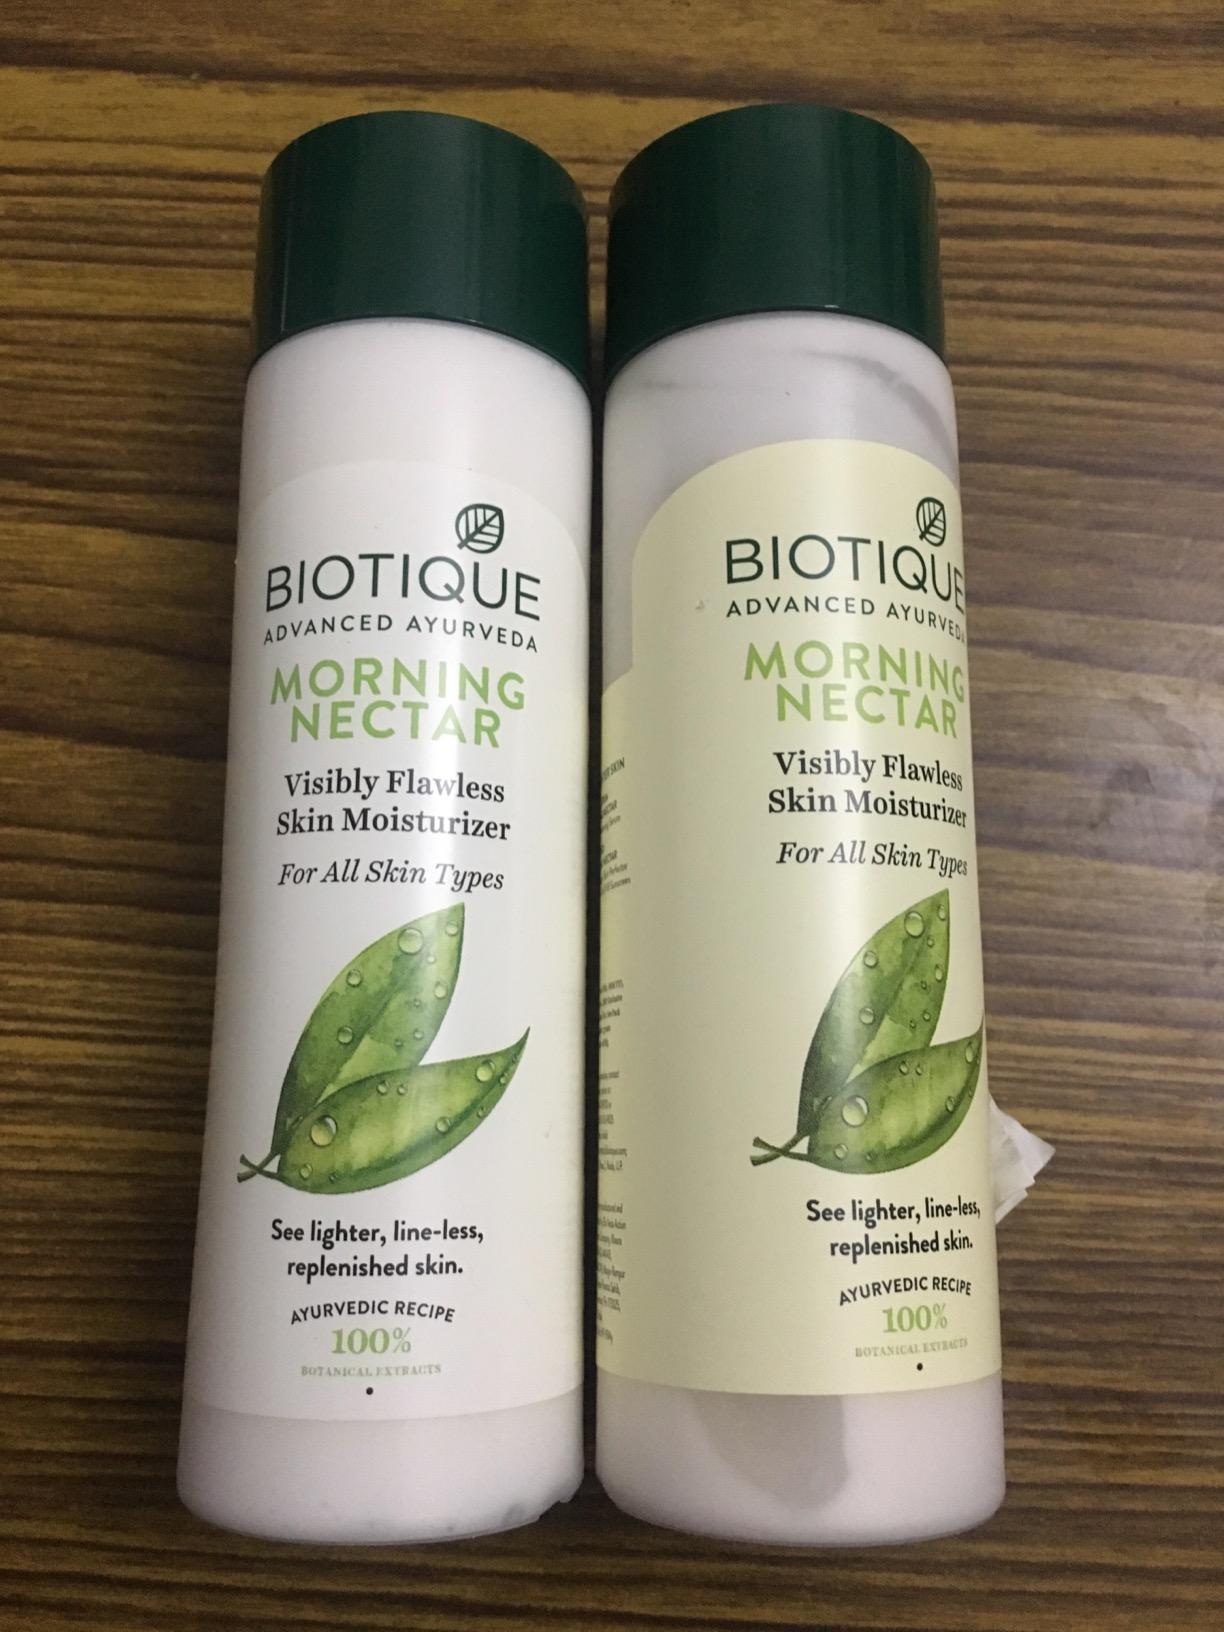 BIOTIQUE
ADVANCED AYURVEDA
MORNING
NECTAR
Visibly Flawless
Skin Moisturizer
For All Skin Types
See lighter, line-less,
replenished skin.
AYURVEDIC RECIPE
100%
BOTANICAL EXTRACTS
BIOTIQUE
ADVANCED AYURVEDA
MORNING
NECTAR
Visibly Flawless
Skin Moisturizer
For All Skin Types
See lighter, line-less,
replenished skin.
AYURVEDIC RECIPE
100%
BOTANICAL EXTRACTS
SKIN